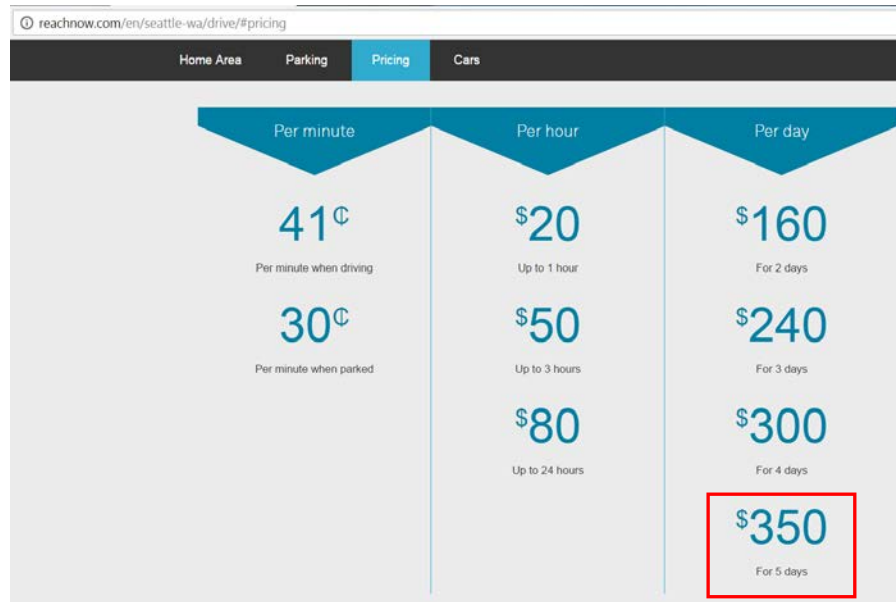 reachnow.com/en/seattle-wa/drive/#pricing
Home Area Parking Pricing Cars
Per minute
41¢
Per minute when driving
30¢
Per minute when parked
Per hour
$20
Up to 1 hour
$50
Up to 3 hours
$80
Up to 24 hours
Per day
$160
For 2 days
$240
For 3 days
$300
For 4 days
$350
For 5 days